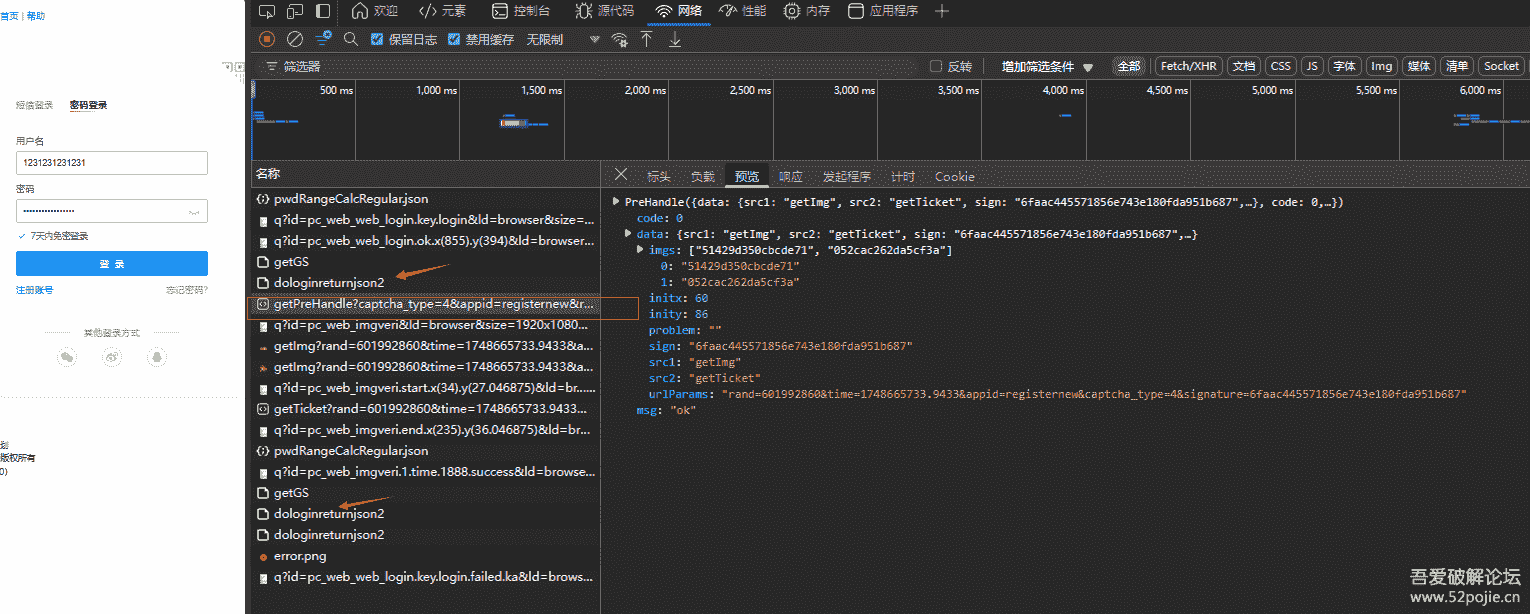 首页 | 帮助
短信登录 密码登录
用户名
1231231231231
密码
7天内免密登录
登 录
注册账号 忘记密码?
其他登录方式
划
版权所有
0)
欢迎 元素 控制台 源代码 网络 性能 内存 应用程序
保留日志 禁用缓存 无限制
筛选器 反转 增加筛选条件 全部 Fetch/XHR 文档 CSS JS 字体 Img 媒体 清单 Socket
500 ms 1,000 ms 1,500 ms 2,000 ms 2,500 ms 3,000 ms 3,500 ms 4,000 ms 4,500 ms 5,000 ms 5,500 ms 6,000 ms
名称
pwdRangeCalcRegular.json
q?id=pc_web_web_login.key.login&ld=browser&size=...
q?id=pc_web_web_login.ok.x(855).y(394)&ld=browser...
getGS
dologinreturnjson2
getPreHandle?captcha_type=4&appid=registernew&r...
q?id=pc_web_imgveri&ld=browser&size=1920x1080...
getImg?rand=601992860&time=1748665733.9433&a...
getImg?rand=601992860&time=1748665733.9433&a...
q?id=pc_web_imgveri.start.x(34).y(27.046875)&ld=br...…
getTicket?rand=601992860&time=1748665733.9433...
q?id=pc_web_imgveri.end.x(235).y(36.046875)&ld=br...
pwdRangeCalcRegular.json
q?id=pc_web_imgveri.1.time.1888.success&ld=browse...
getGS
dologinreturnjson2
dologinreturnjson2
error.png
q?id=pc_web_web_login.key.login.failed.ka&ld=brows...
标头 负载 预览 响应 发起程序 计时 Cookie
PreHandle({data: {src1: "getImg", src2: "getTicket", sign: "6faac445571856e743e180fda951b687",…}, code: 0,…})
code: 0
data: {src1: "getImg", src2: "getTicket", sign: "6faac445571856e743e180fda951b687",…}
imgs: ["51429d350cbcde71", "052cac262da5cf3a"]
0: "51429d350cbcde71"
1: "052cac262da5cf3a"
initx: 60
inity: 86
problem: ""
sign: "6faac445571856e743e180fda951b687"
src1: "getImg"
src2: "getTicket"
urlParams: "rand=601992860&time=1748665733.9433&appid=registernew&captcha_type=4&signature=6faac445571856e743e180fda951b687"
msg: "ok"
吾爱破解论坛
www.52pojie.cn